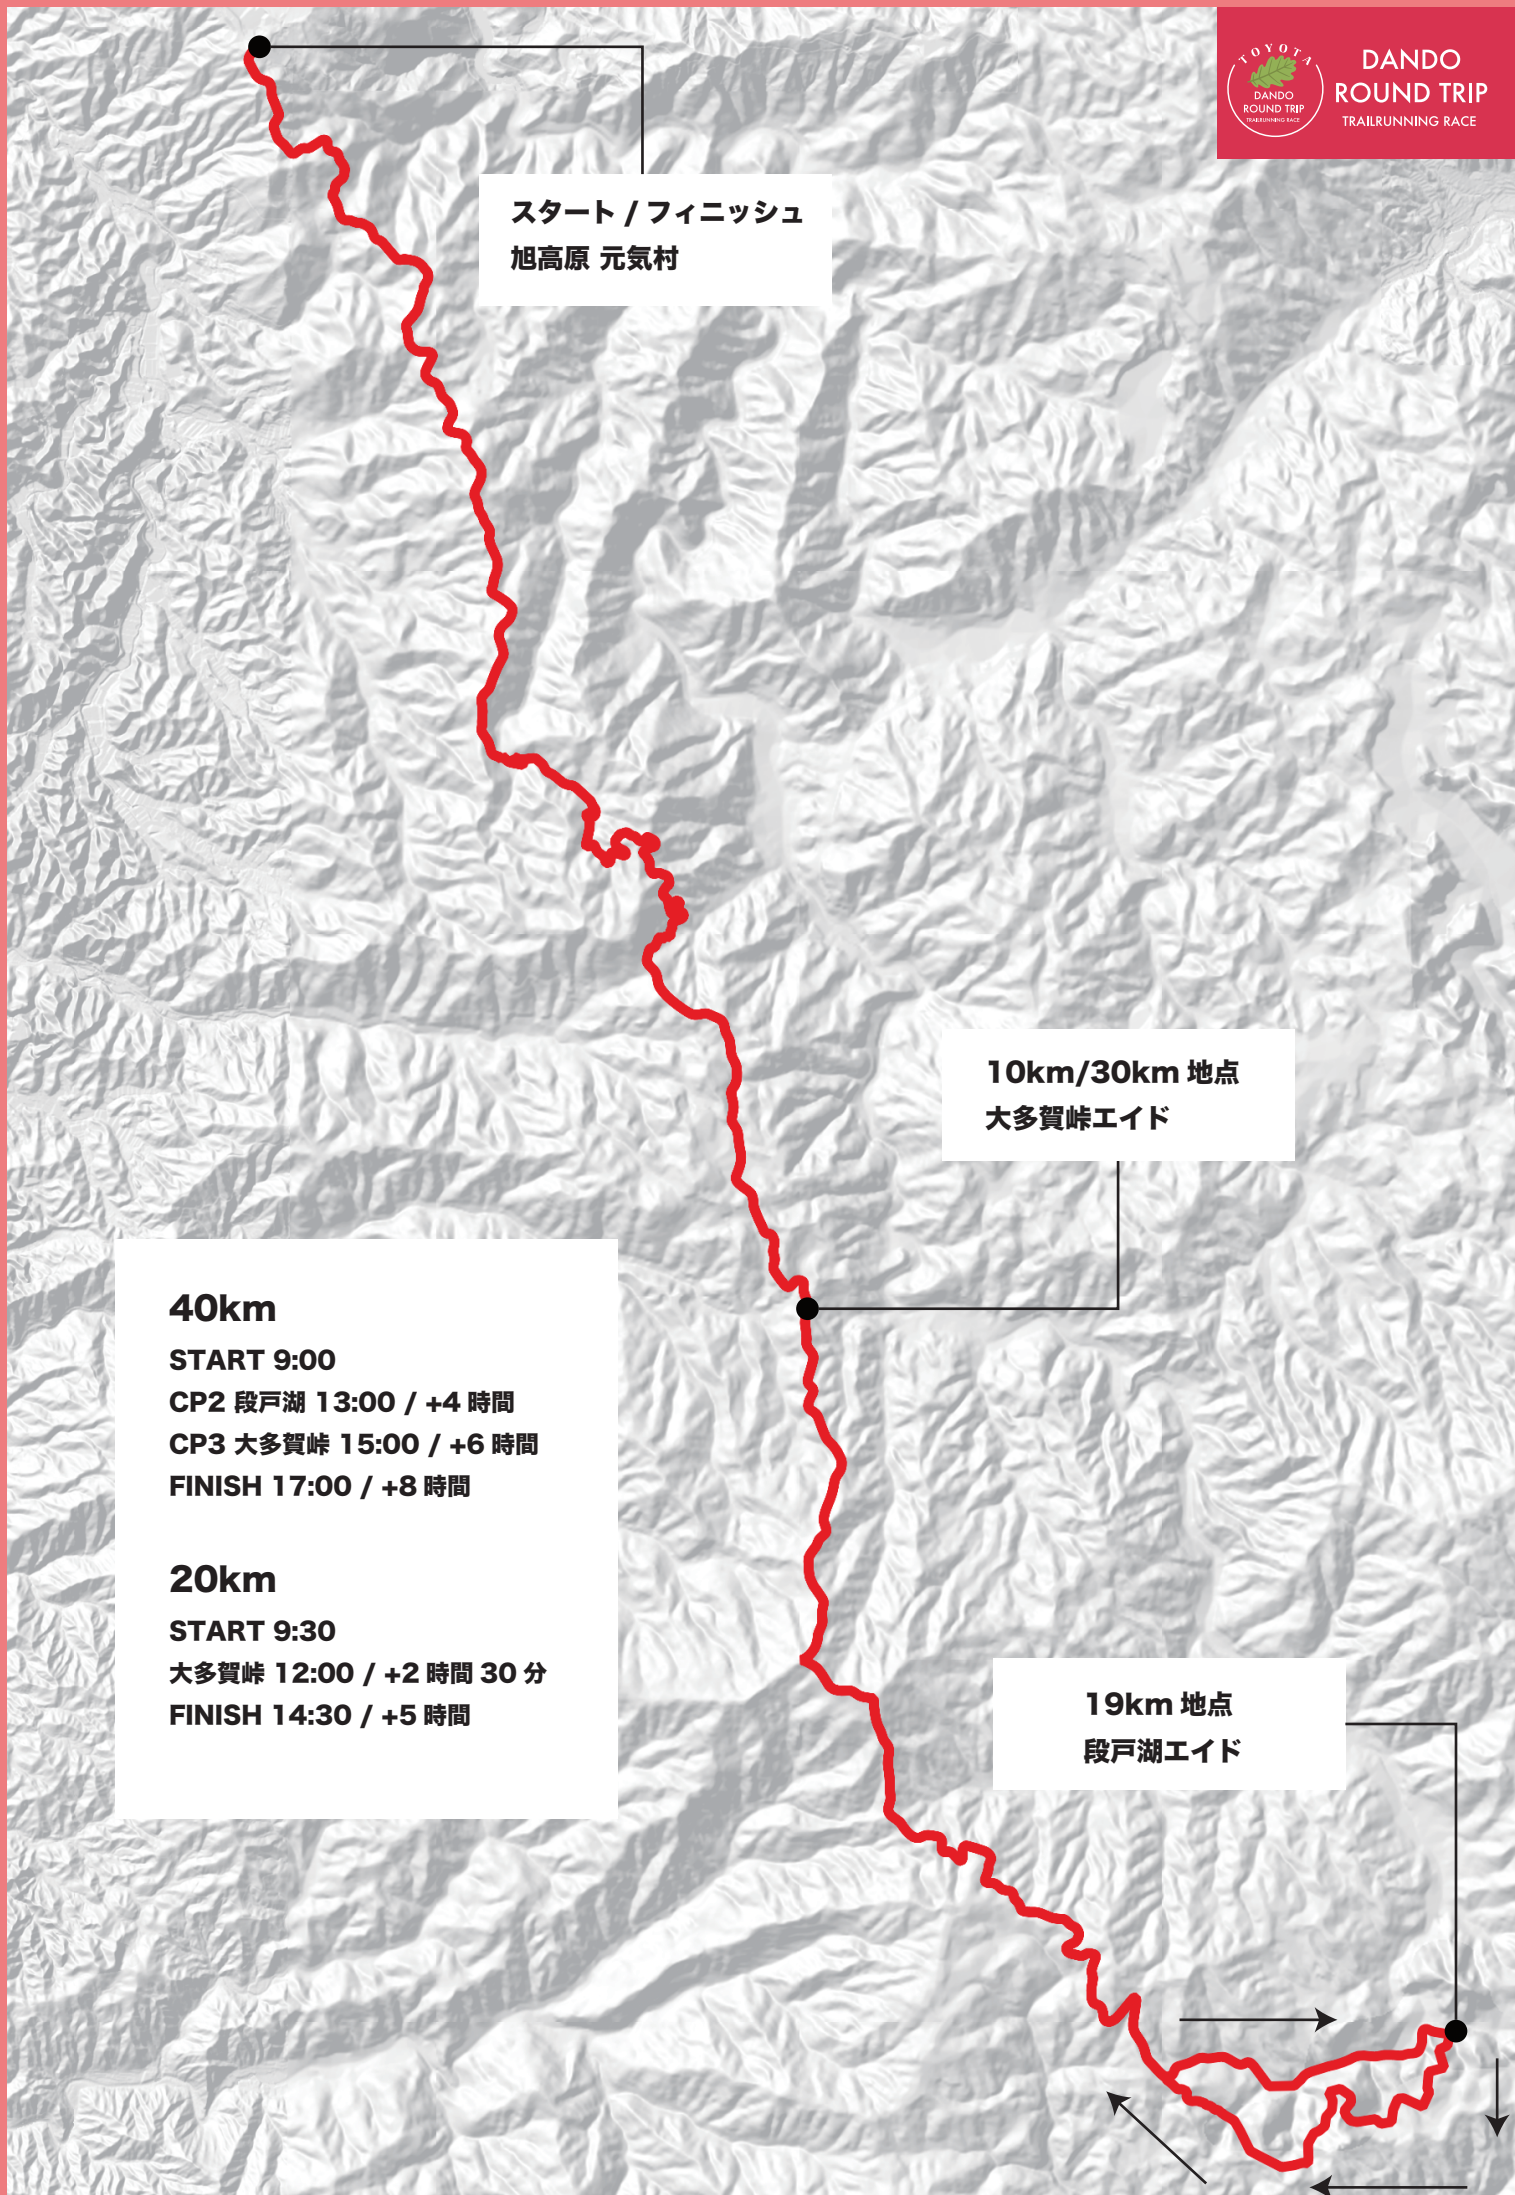 TOYOTA
DANDO
ROUND TRIP
TRAILRUNNING RACE
DANDO
ROUND TRIP
TRAILRUNNING RACE
スタート / フィニッシュ
旭高原 元気村
10km/30km 地点
大多賀峠エイド
40km
START 9:00
CP2 段戸湖 13:00 / +4 時間
CP3 大多賀峠 15:00 / +6 時間
FINISH 17:00 / +8 時間
20km
START 9:30
大多賀峠 12:00 / +2 時間 30 分
FINISH 14:30 / +5 時間
19km 地点
段戸湖エイド